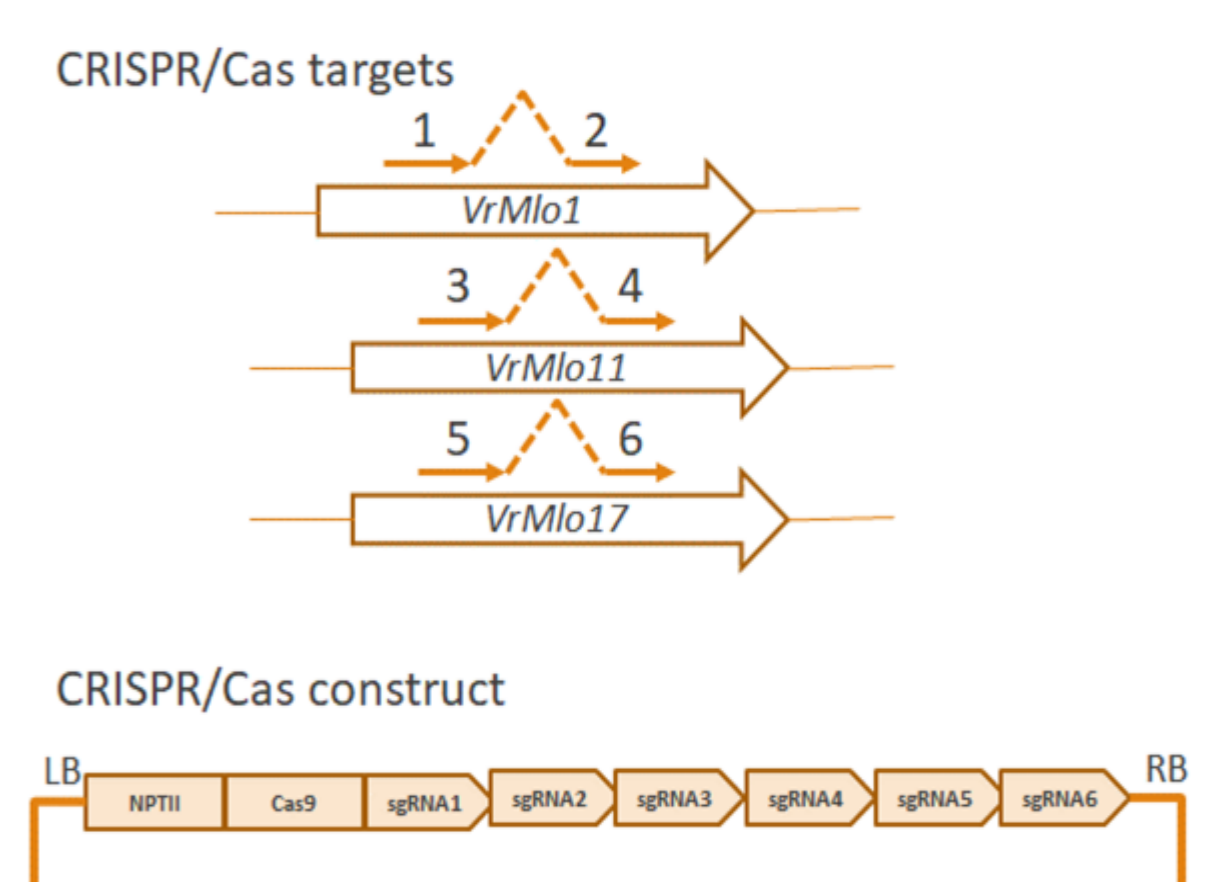 CRISPR/Cas targets
1 2
VrMlo1
3 4
VrMlo11
5 6
VrMlo17
CRISPR/Cas construct
LB RB
NPTII Cas9 sgRNA1 sgRNA2 sgRNA3 sgRNA4 sgRNA5 sgRNA6